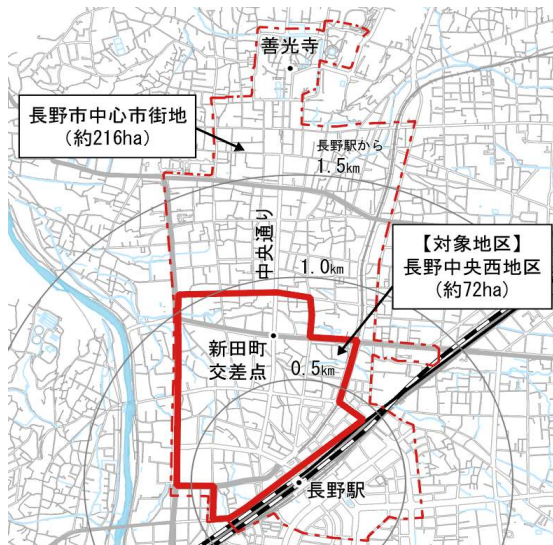 善光寺
長野市中心市街地
(約216ha)
長野駅から
1.5km
中央通り
1.0km
【対象地区】
長野中央西地区
(約72ha)
新田町
交差点
0.5km
長野駅